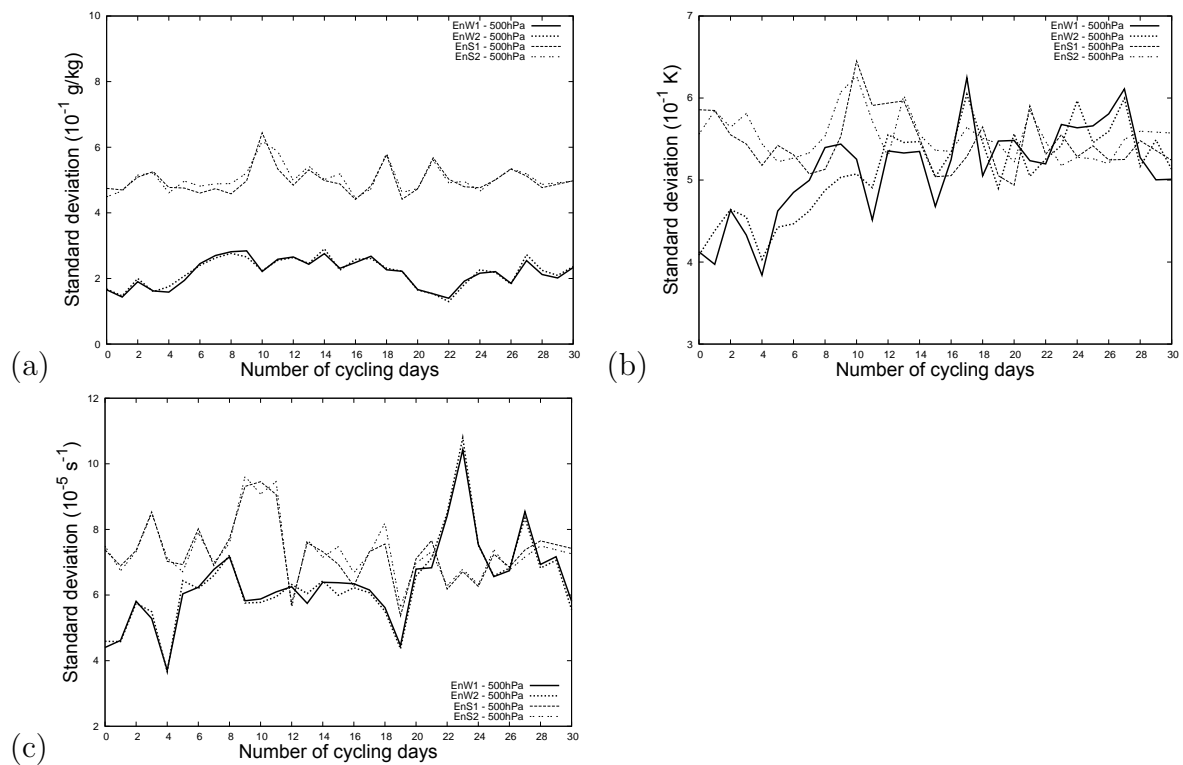 10
8
6
4
2
0
Standard deviation (10⁻¹ g/kg)
EnW1 - 500hPa
EnW2 - 500hPa
EnS1 - 500hPa
EnS2 - 500hPa
0 2 4 6 8 10 12 14 16 18 20 22 24 26 28 30
Number of cycling days
(a)
7
6
5
4
3
Standard deviation (10⁻¹ K)
EnW1 - 500hPa
EnW2 - 500hPa
EnS1 - 500hPa
EnS2 - 500hPa
0 2 4 6 8 10 12 14 16 18 20 22 24 26 28 30
Number of cycling days
(b)
12
10
8
6
4
2
Standard deviation (10⁻⁵ s⁻¹)
EnW1 - 500hPa
EnW2 - 500hPa
EnS1 - 500hPa
EnS2 - 500hPa
0 2 4 6 8 10 12 14 16 18 20 22 24 26 28 30
Number of cycling days
(c)